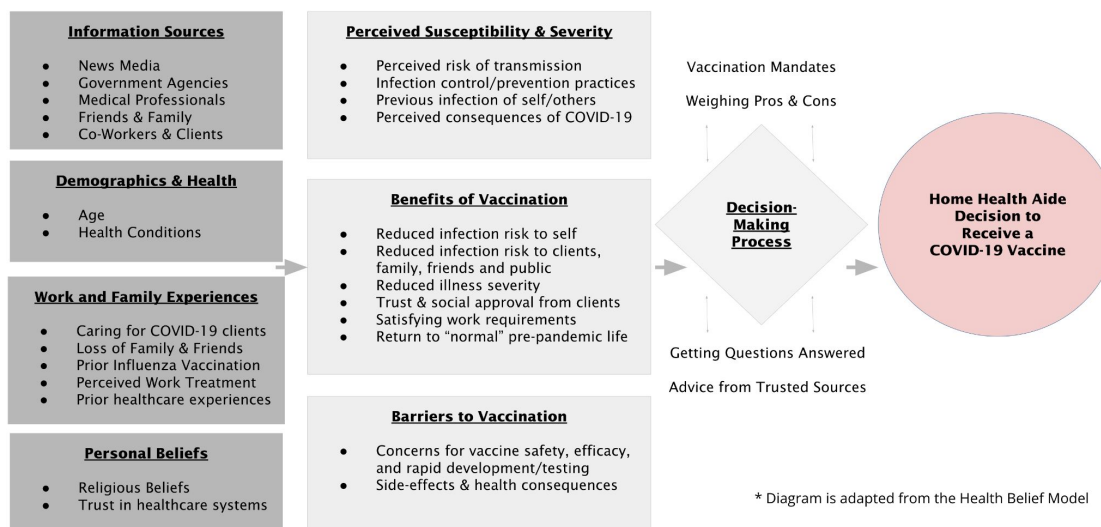 Information Sources
● News Media
● Government Agencies
● Medical Professionals
● Friends & Family
● Co-Workers & Clients
Demographics & Health
● Age
● Health Conditions
Work and Family Experiences
● Caring for COVID-19 clients
● Loss of Family & Friends
● Prior Influenza Vaccination
● Perceived Work Treatment
● Prior healthcare experiences
Personal Beliefs
● Religious Beliefs
● Trust in healthcare systems
Perceived Susceptibility & Severity
● Perceived risk of transmission
● Infection control/prevention practices
● Previous infection of self/others
● Perceived consequences of COVID-19
Benefits of Vaccination
● Reduced infection risk to self
● Reduced infection risk to clients,
family, friends and public
● Reduced illness severity
● Trust & social approval from clients
● Satisfying work requirements
● Return to “normal” pre-pandemic life
Barriers to Vaccination
● Concerns for vaccine safety, efficacy,
and rapid development/testing
● Side-effects & health consequences
Vaccination Mandates
Weighing Pros & Cons
Decision-
Making
Process
Getting Questions Answered
Advice from Trusted Sources
Home Health Aide
Decision to
Receive a
COVID-19 Vaccine
* Diagram is adapted from the Health Belief Model